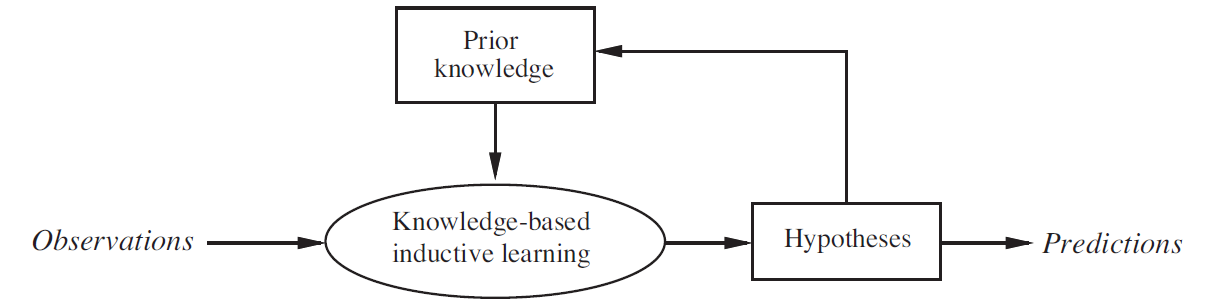 Prior
knowledge
Observations
Knowledge-based
inductive learning
Hypotheses
Predictions